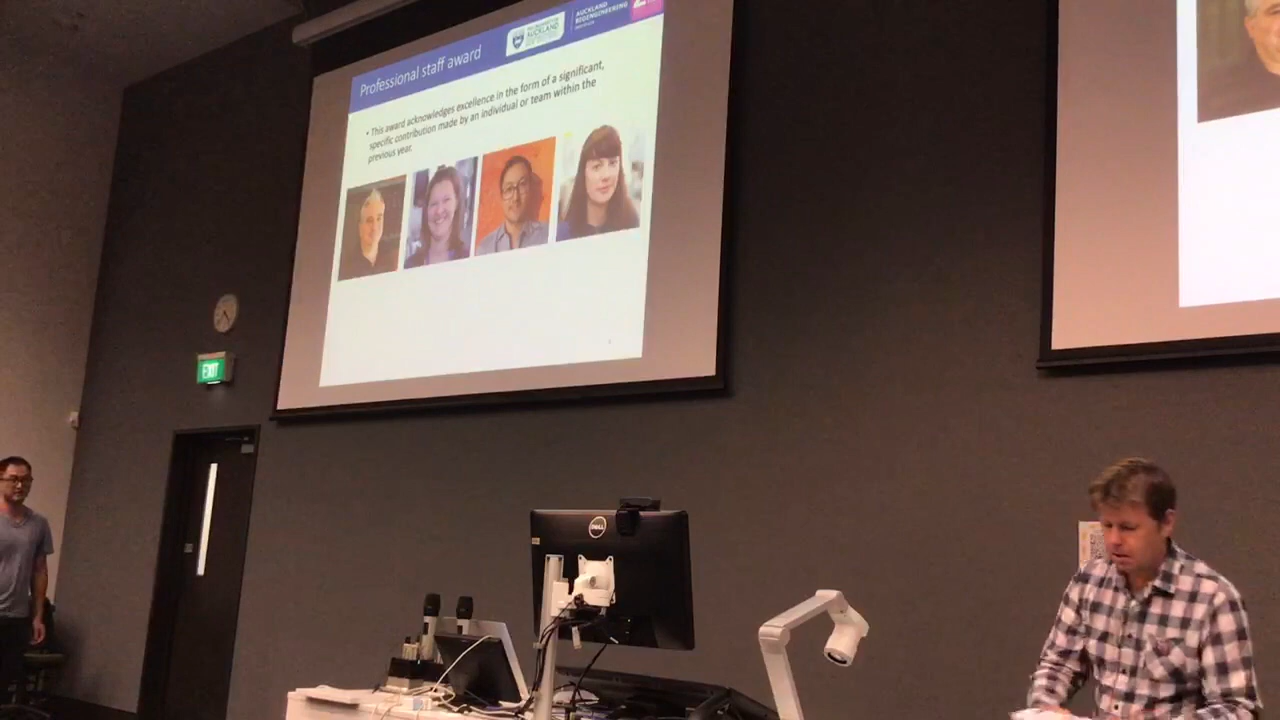 Professional staff award
AUCKLAND
AUCKLAND
BIOENGINEERING
• This award acknowledges excellence in the form of a significant,
specific contribution made by an individual or team within the
previous year.
EXIT
DELL